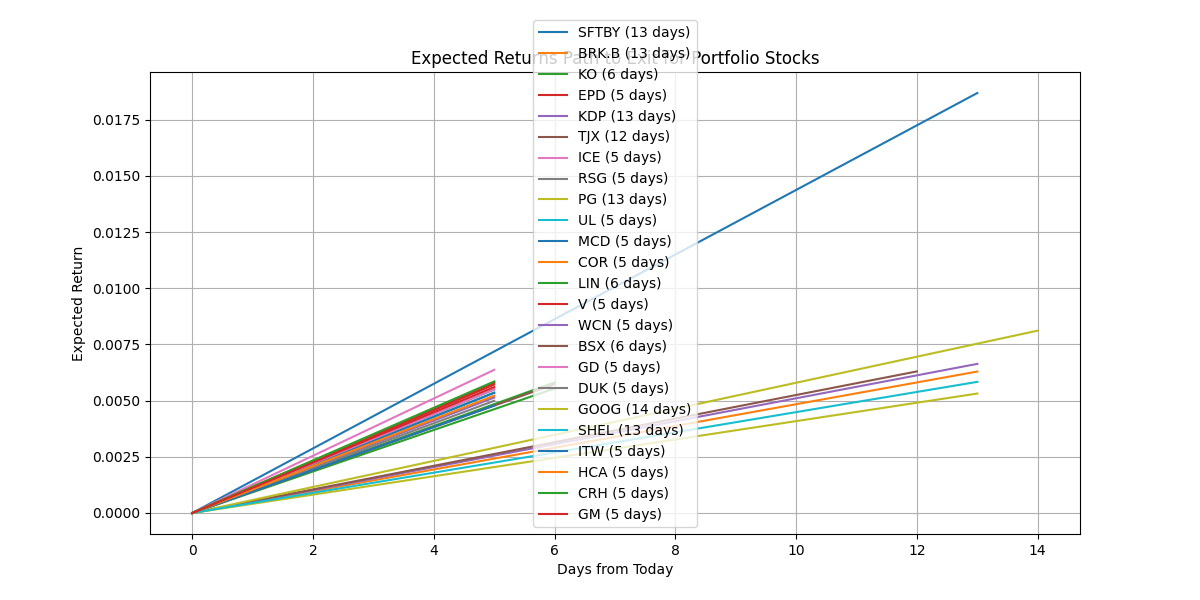 SFTBY (13 days)
Expected Returns Path to Exit for Portfolio Stocks
BRK.B (13 days)
KO (6 days)
EPD (5 days)
KDP (13 days)
TJX (12 days)
ICE (5 days)
RSG (5 days)
PG (13 days)
UL (5 days)
MCD (5 days)
COR (5 days)
LIN (6 days)
V (5 days)
WCN (5 days)
BSX (6 days)
GD (5 days)
DUK (5 days)
GOOG (14 days)
SHEL (13 days)
ITW (5 days)
HCA (5 days)
CRH (5 days)
GM (5 days)
Expected Return
0.0175
0.0150
0.0125
0.0100
0.0075
0.0050
0.0025
0.0000
0 2 4 6 8 10 12 14
Days from Today